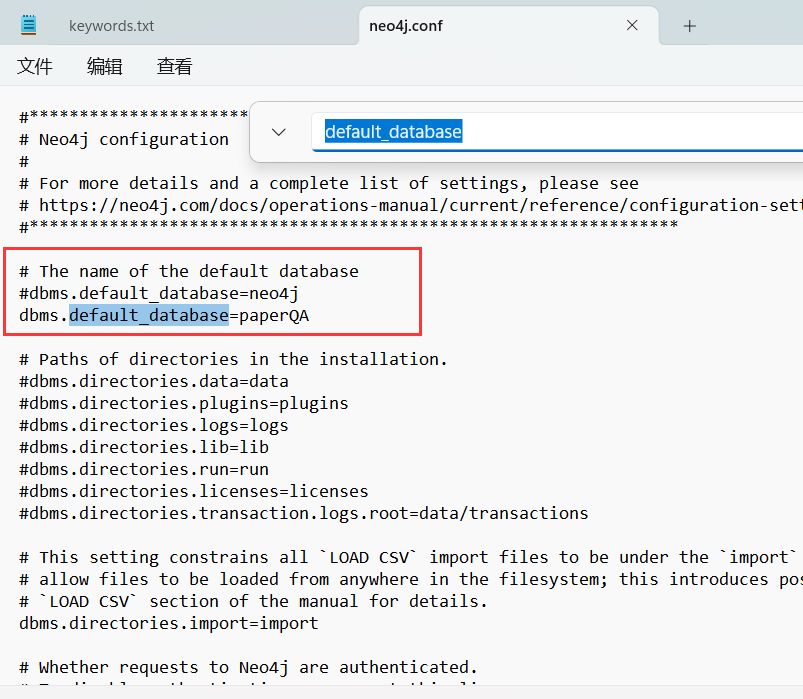 keywords.txt
neo4j.conf
文件 编辑 查看
default_database
#**********************
# Neo4j configuration
#
# For more details and a complete list of settings, please see
# https://neo4j.com/docs/operations-manual/current/reference/configuration-sett
#*****************************************************************
# The name of the default database
#dbms.default_database=neo4j
dbms.default_database=paperQA
# Paths of directories in the installation.
#dbms.directories.data=data
#dbms.directories.plugins=plugins
#dbms.directories.logs=logs
#dbms.directories.lib=lib
#dbms.directories.run=run
#dbms.directories.licenses=licenses
#dbms.directories.transaction.logs.root=data/transactions
# This setting constrains all `LOAD CSV` import files to be under the `import`
# allow files to be loaded from anywhere in the filesystem; this introduces pos
# `LOAD CSV` section of the manual for details.
dbms.directories.import=import
# Whether requests to Neo4j are authenticated.